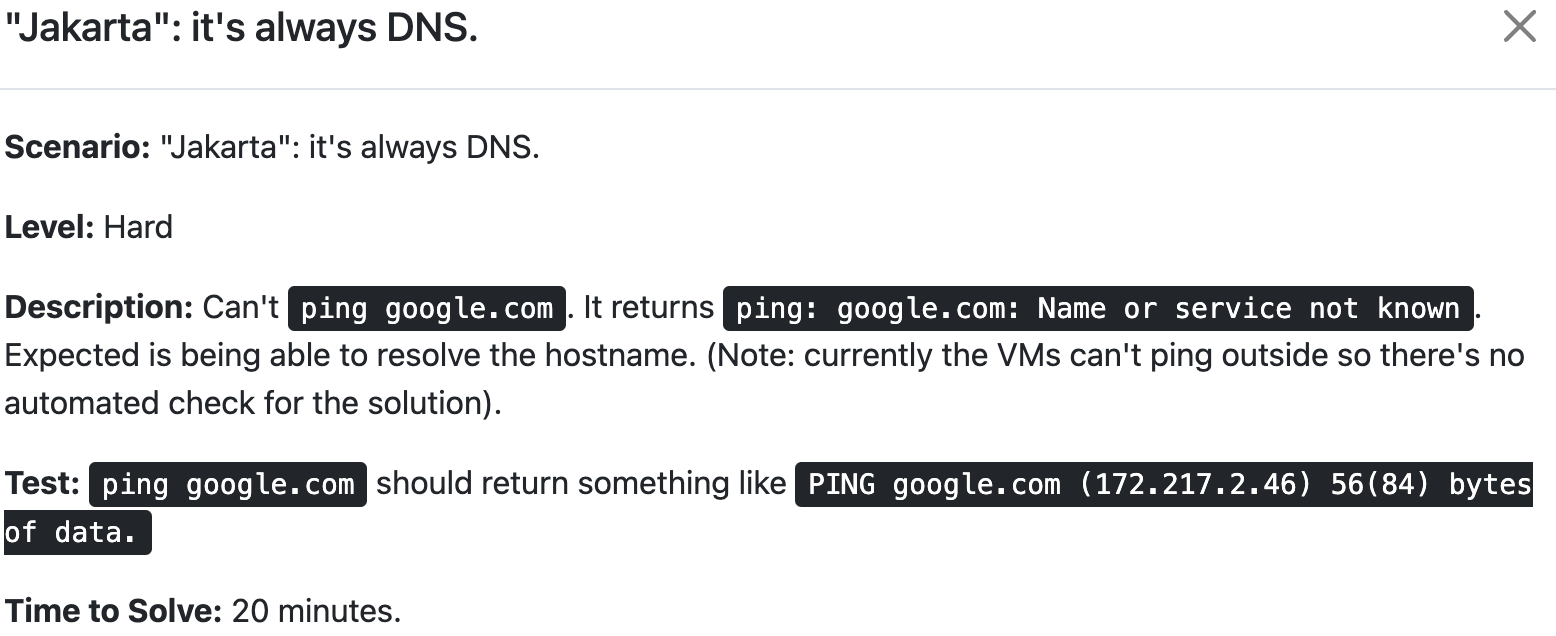 "Jakarta": it's always DNS.
Scenario: "Jakarta": it's always DNS.
Level: Hard
Description: Can't ping google.com. It returns ping: google.com: Name or service not known.
Expected is being able to resolve the hostname. (Note: currently the VMs can't ping outside so there's no
automated check for the solution).
Test: ping google.com should return something like PING google.com (172.217.2.46) 56(84) bytes
of data.
Time to Solve: 20 minutes.